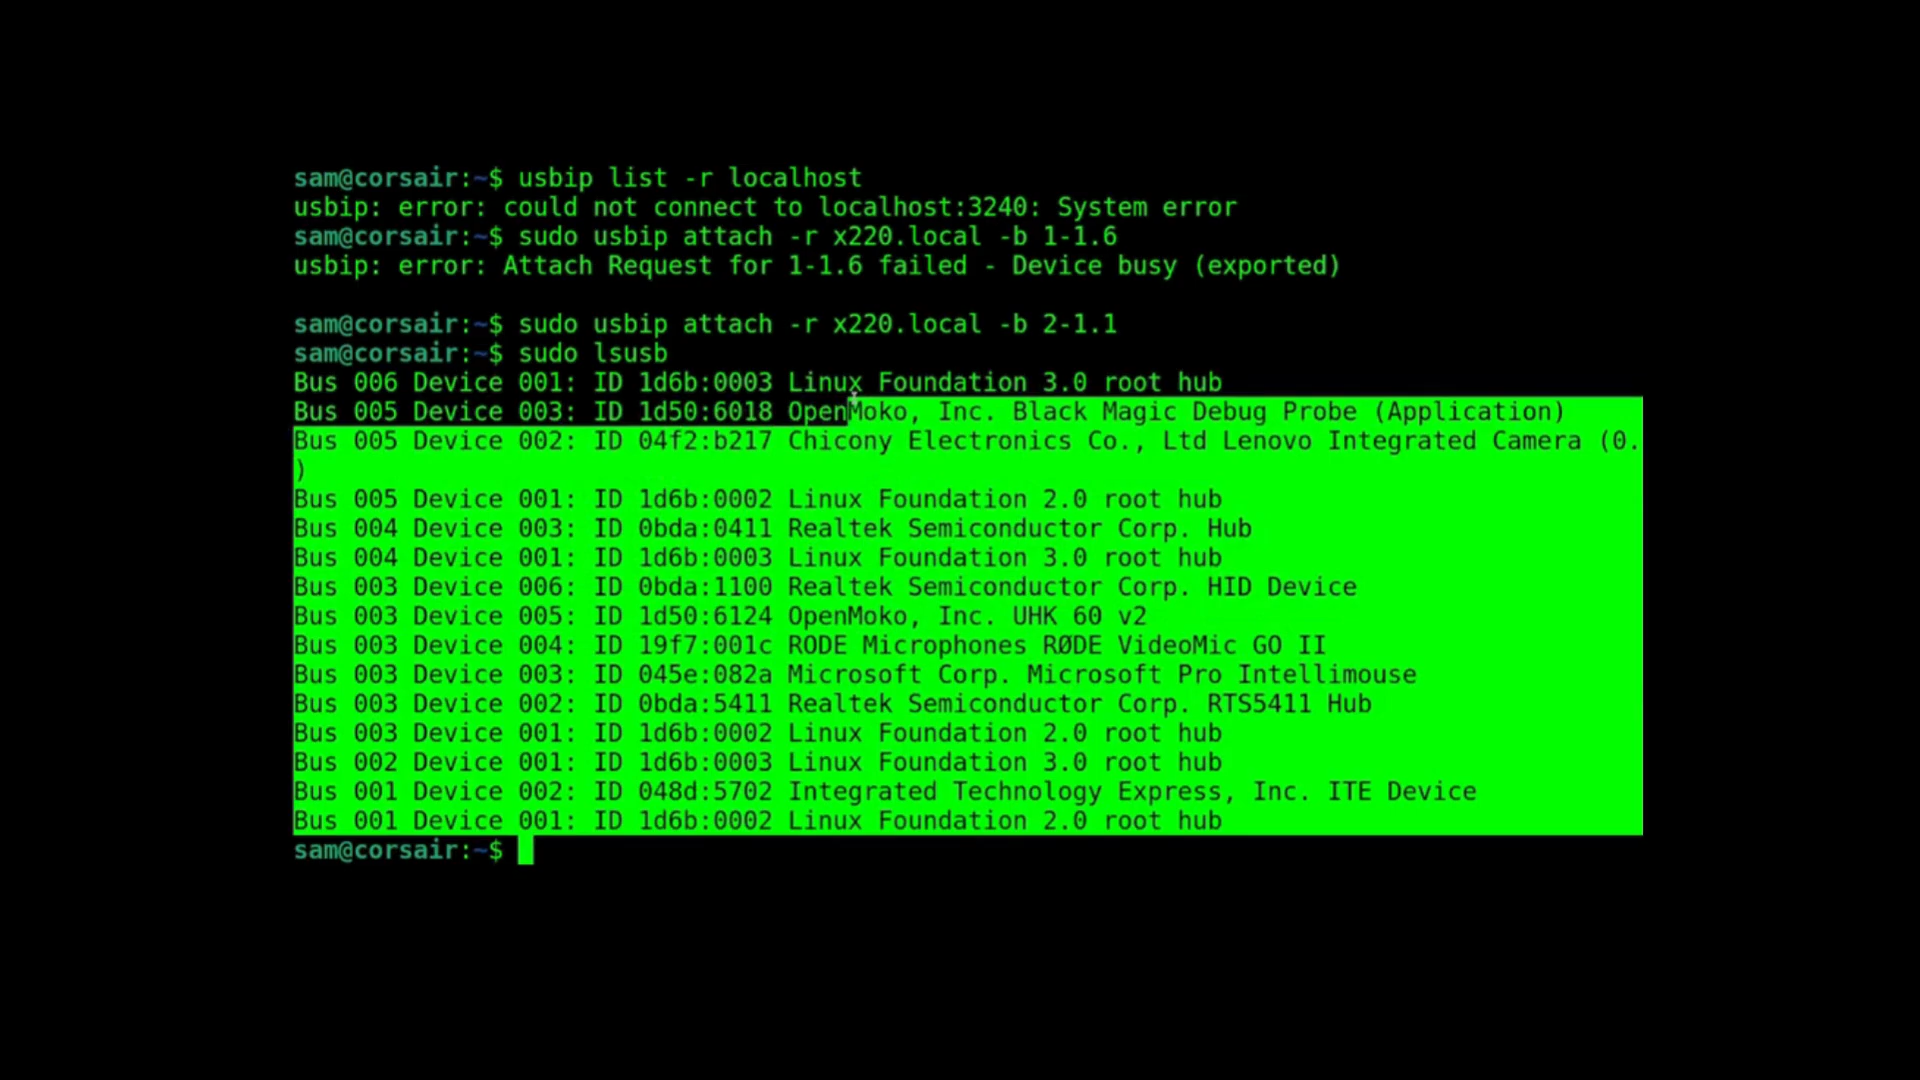 sam@corsair:~$ usbip list -r localhost
usbip: error: could not connect to localhost:3240: System error
sam@corsair:~$ sudo usbip attach -r x220.local -b 1-1.6
usbip: error: Attach Request for 1-1.6 failed - Device busy (exported)
sam@corsair:~$ sudo usbip attach -r x220.local -b 2-1.1
sam@corsair:~$ sudo lsusb
Bus 006 Device 001: ID 1d6b:0003 Linux Foundation 3.0 root hub
Bus 005 Device 003: ID 1d50:6018 OpenMoko, Inc. Black Magic Debug Probe (Application)
Bus 005 Device 002: ID 04f2:b217 Chicony Electronics Co., Ltd Lenovo Integrated Camera (0.
)
Bus 005 Device 001: ID 1d6b:0002 Linux Foundation 2.0 root hub
Bus 004 Device 003: ID 0bda:0411 Realtek Semiconductor Corp. Hub
Bus 004 Device 001: ID 1d6b:0003 Linux Foundation 3.0 root hub
Bus 003 Device 006: ID 0bda:1100 Realtek Semiconductor Corp. HID Device
Bus 003 Device 005: ID 1d50:6124 OpenMoko, Inc. UHK 60 v2
Bus 003 Device 004: ID 19f7:001c RODE Microphones RØDE VideoMic GO II
Bus 003 Device 003: ID 045e:082a Microsoft Corp. Microsoft Pro Intellimouse
Bus 003 Device 002: ID 0bda:5411 Realtek Semiconductor Corp. RTS5411 Hub
Bus 003 Device 001: ID 1d6b:0002 Linux Foundation 2.0 root hub
Bus 002 Device 001: ID 1d6b:0003 Linux Foundation 3.0 root hub
Bus 001 Device 002: ID 048d:5702 Integrated Technology Express, Inc. ITE Device
Bus 001 Device 001: ID 1d6b:0002 Linux Foundation 2.0 root hub
sam@corsair:~$